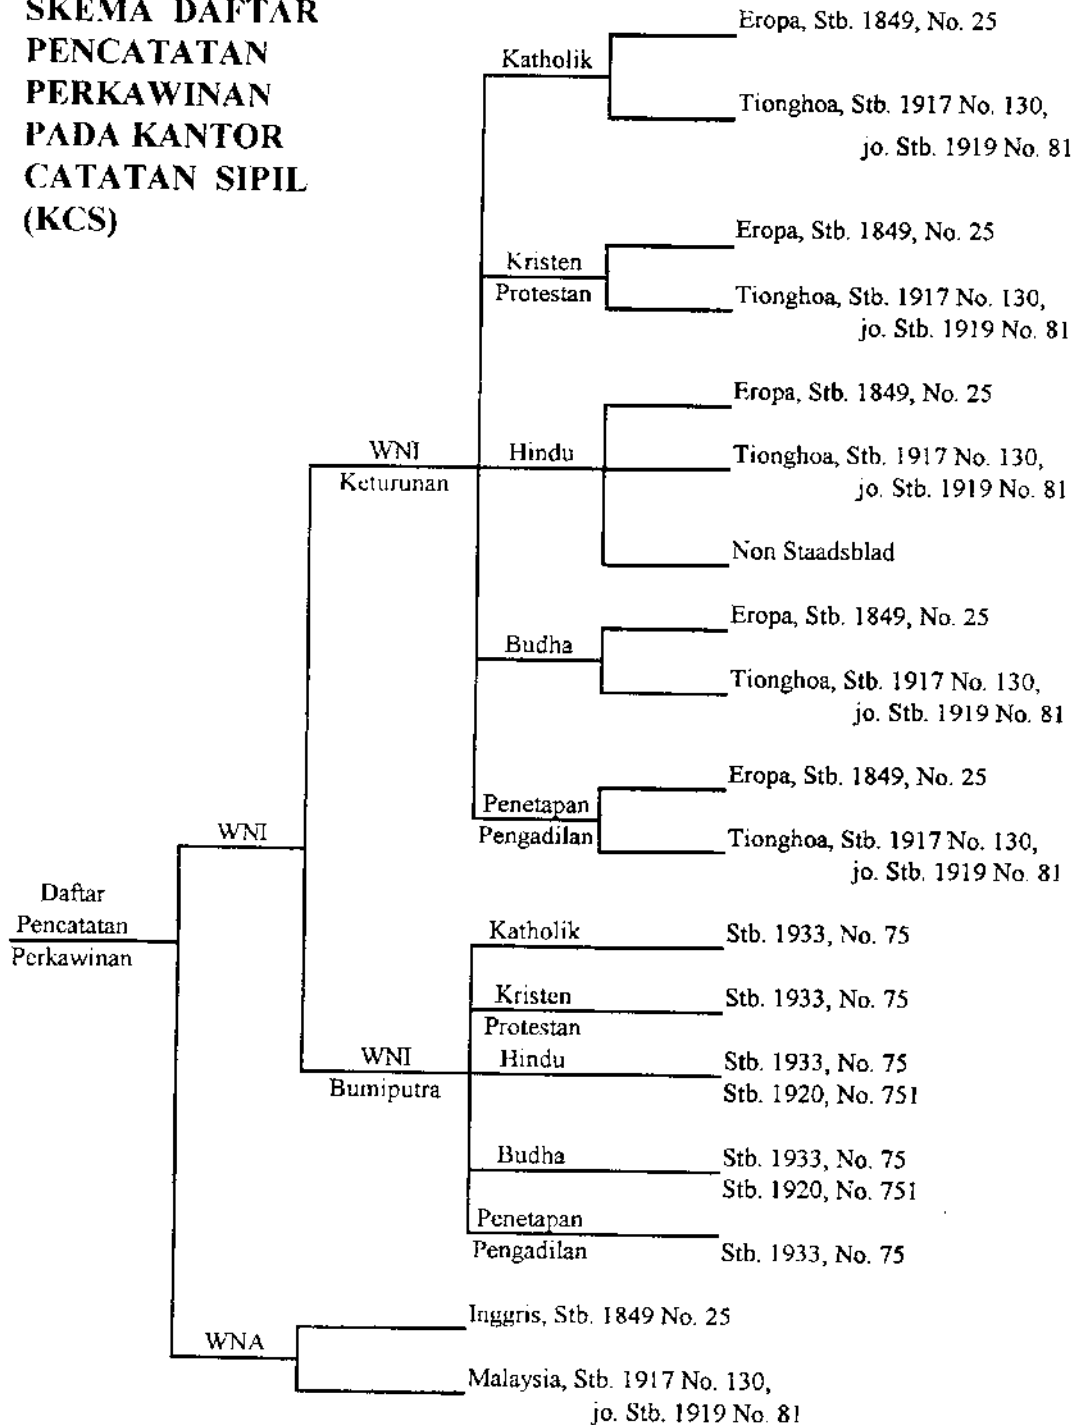 SKEMA DAFTAR
PENCATATAN
PERKAWINAN
PADA KANTOR
CATATAN SIPIL
(KCS)
Eropa, Stb. 1849, No. 25
Katholik
Tionghoa, Stb. 1917 No. 130,
jo. Stb. 1919 No. 81
Eropa, Stb. 1849, No. 25
Kristen
Protestan
Tionghoa, Stb. 1917 No. 130,
jo. Stb. 1919 No. 81
Eropa, Stb. 1849, No. 25
WNI
Keturunan
Hindu
Tionghoa, Stb. 1917 No. 130,
jo. Stb. 1919 No. 81
Non Staadsblad
Eropa, Stb. 1849, No. 25
Budha
Tionghoa, Stb. 1917 No. 130,
jo. Stb. 1919 No. 81
Eropa, Stb. 1849, No. 25
Penetapan
Pengadilan
Tionghoa, Stb. 1917 No. 130,
jo. Stb. 1919 No. 81
WNI
Daftar
Pencatatan
Perkawinan
Katholik
Stb. 1933, No. 75
Kristen
Protestan
Stb. 1933, No. 75
WNI
Bumiputra
Hindu
Stb. 1933, No. 75
Stb. 1920, No. 751
Budha
Stb. 1933, No. 75
Stb. 1920, No. 751
Penetapan
Pengadilan
Stb. 1933, No. 75
Inggris, Stb. 1849 No. 25
WNA
Malaysia, Stb. 1917 No. 130,
jo. Stb. 1919 No. 81